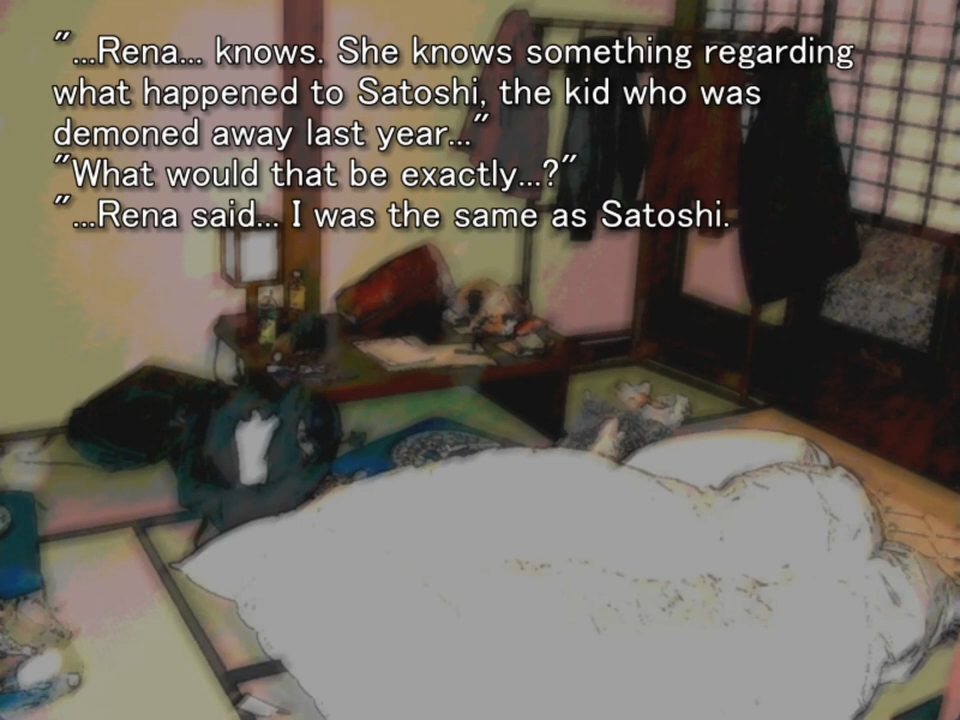 "...Rena... knows. She knows something regarding
what happened to Satoshi, the kid who was
demoned away last year..."
"What would that be exactly...?"
"...Rena said... I was the same as Satoshi.